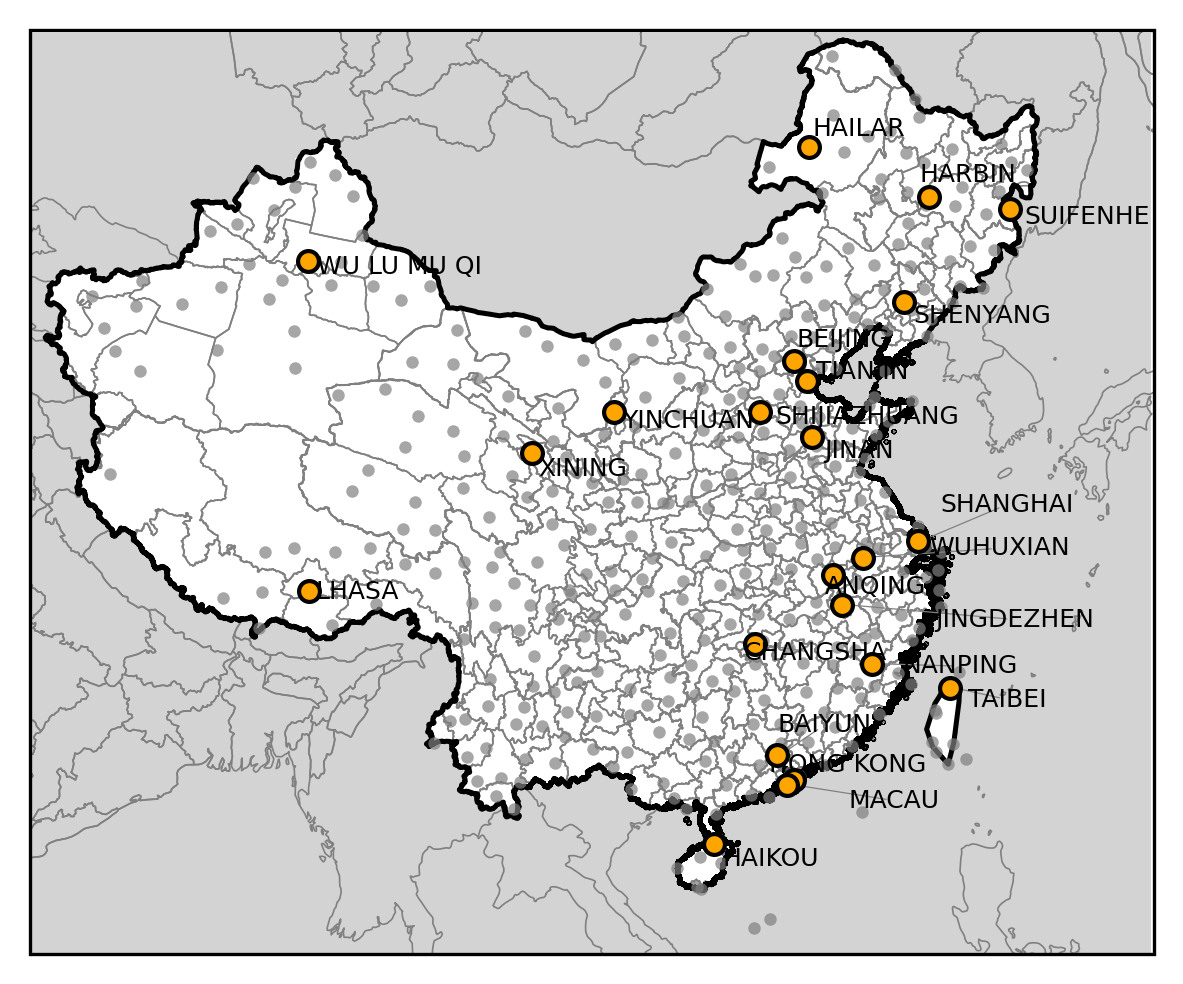 HAILAR
HARBIN
SUIFENHE
WU LU MU QI
SHENYANG
BEIJING
TIANJIN
YINCHUAN
SHIJIAZHUANG
JINAN
XINING
SHANGHAI
WUHUXIAN
ANQING
LHASA
JINGDEZHEN
CHANGSHA
NANPING
TAIBEI
BAIYUN
HONG KONG
MACAU
HAIKOU